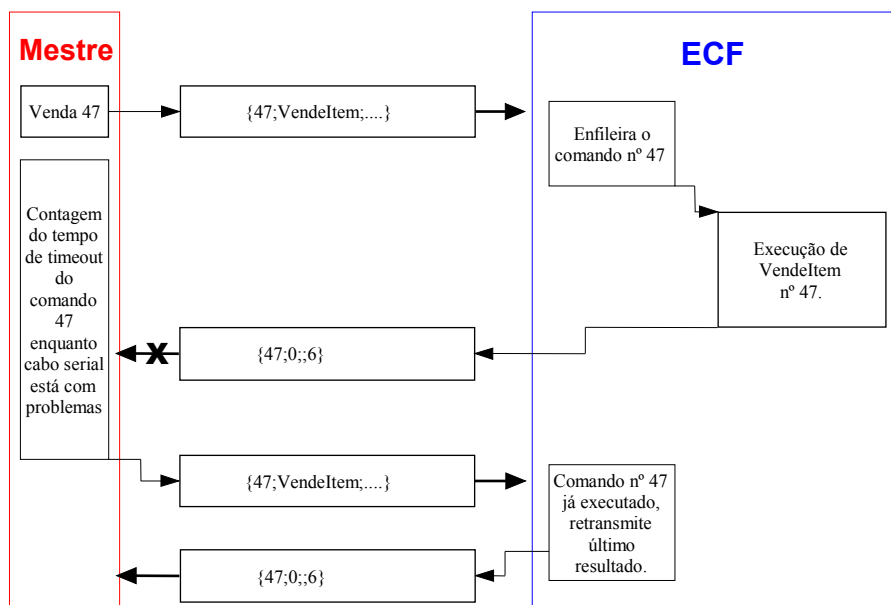 Mestre
ECF
Venda 47
{47;VendeItem;....}
Enfileira o
comando nº 47
Contagem
do tempo
de timeout
do
comando
47
enquanto
cabo serial
está com
problemas
Execução de
VendeItem
nº 47.
X
{47;0;;6}
{47;VendeItem;....}
Comando nº 47
já executado,
retransmite
último
resultado.
{47;0;;6}